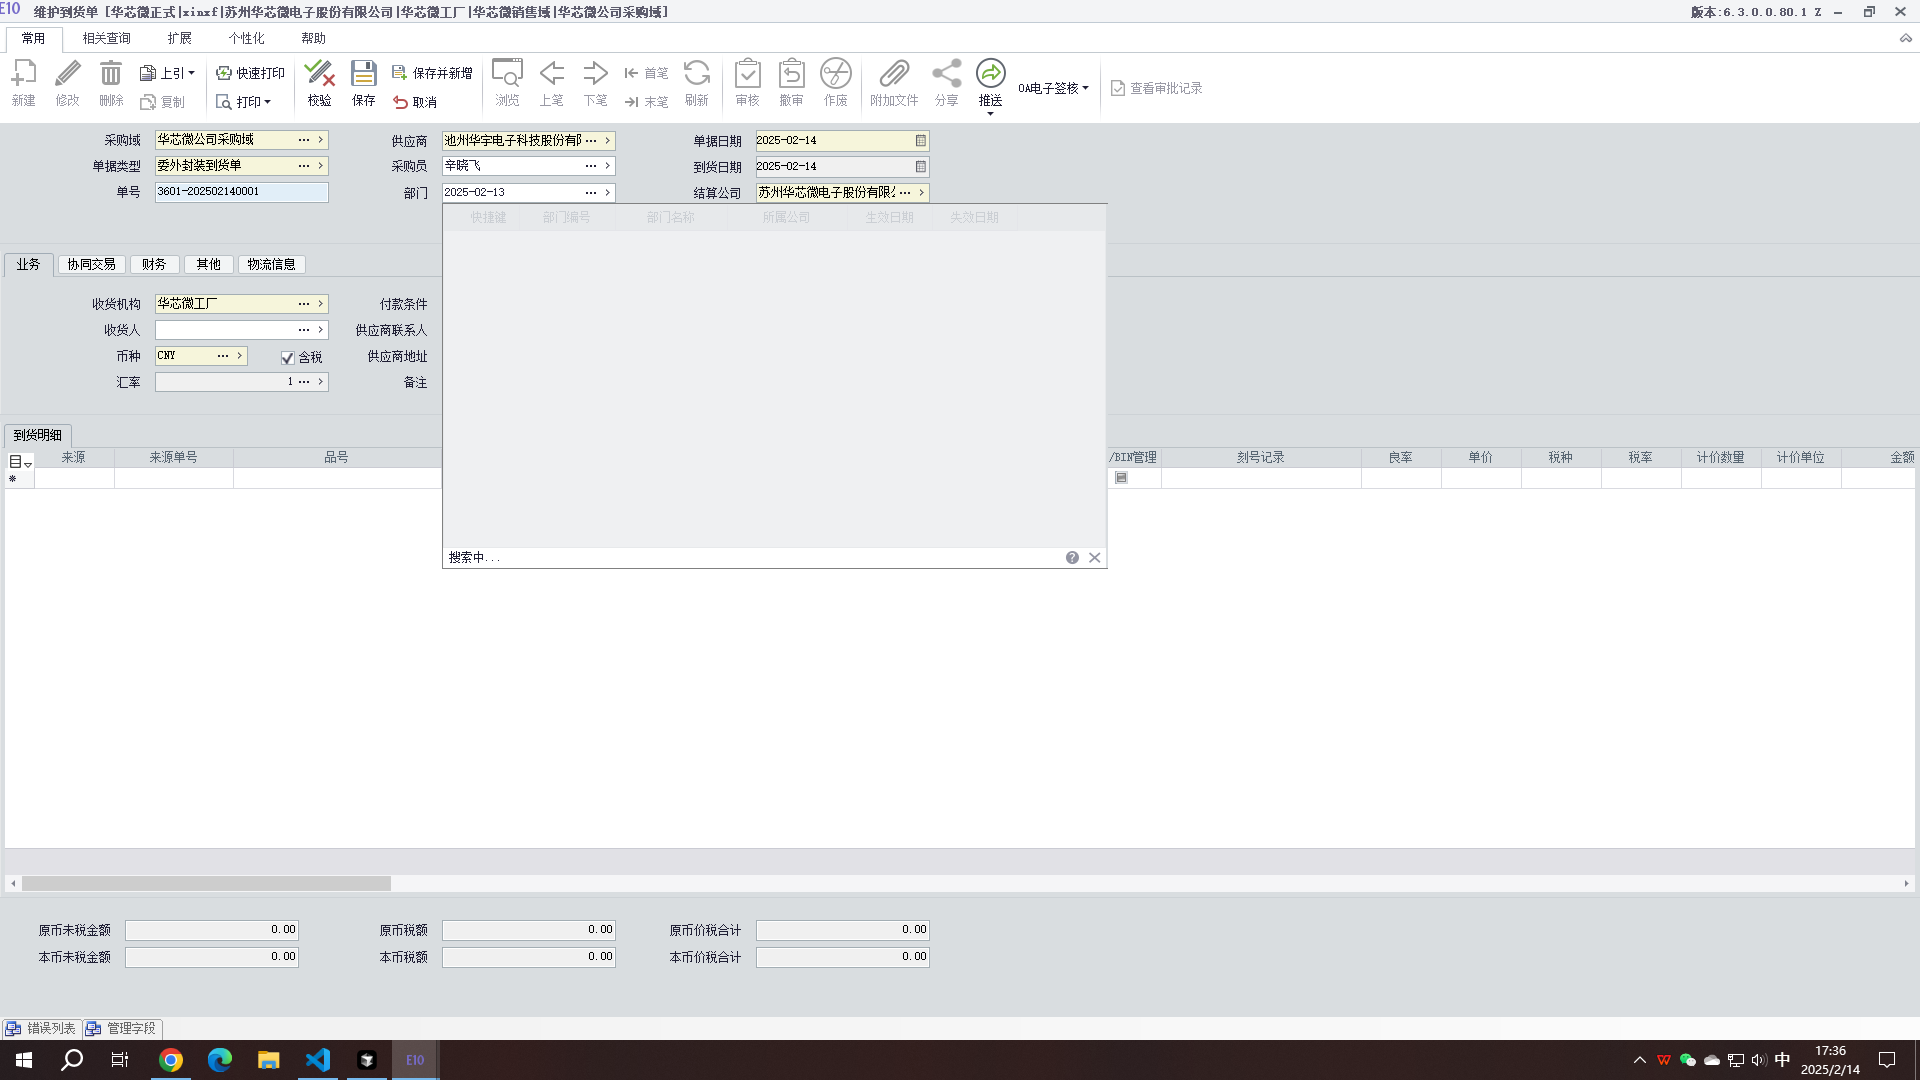 E10 维护到货单 [华芯微正式|xinxf|苏州华芯微电子股份有限公司|华芯微工厂|华芯微销售域|华芯微公司采购域] 版本:6.3.0.0.80.1 Z
常用 相关查询 扩展 个性化 帮助
新建 修改 删除 上引 复制 快速打印 打印 校验 保存 保存并新增 取消 浏览 上笔 下笔 首笔 末笔 刷新 审核 撤审 作废 附加文件 分享 推送 OA电子签核 查看审批记录
采购域 华芯微公司采购域 供应商 池州华宇电子科技股份有限 单据日期 2025-02-14
单据类型 委外封装到货单 采购员 辛晓飞 到货日期 2025-02-14
单号 3601-202502140001 部门 2025-02-13 结算公司 苏州华芯微电子股份有限公
快捷键 部门编号 部门名称 所属公司 生效日期 失效日期
业务 协同交易 财务 其他 物流信息
收货机构 华芯微工厂 付款条件
收货人 供应商联系人
币种 CNY 含税 供应商地址
汇率 1 备注
到货明细
来源 来源单号 品号 /BIN管理 刻号记录 良率 单价 税种 税率 计价数量 计价单位 金额
搜索中...
原币未税金额 0.00 原币税额 0.00 原币价税合计 0.00
本币未税金额 0.00 本币税额 0.00 本币价税合计 0.00
错误列表 管理字段
E10 中 17:36
2025/2/14